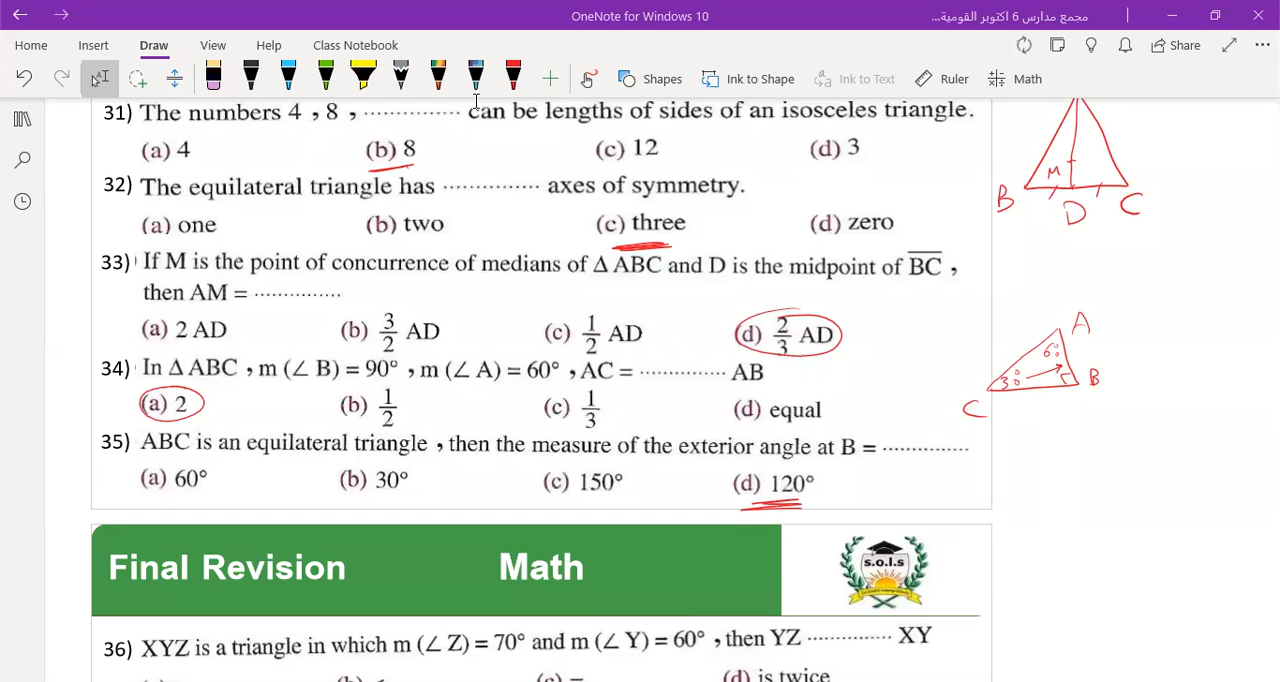 OneNote for Windows 10
مجمع مدارس 6 اكتوبر القومية...
Home Insert Draw View Help Class Notebook Share
Shapes Ink to Shape Ink to Text Ruler Math
31) The numbers 4 , 8 , .............. can be lengths of sides of an isosceles triangle.
(a) 4 (b) 8 (c) 12 (d) 3
32) The equilateral triangle has .............. axes of symmetry.
(a) one (b) two (c) three (d) zero
33) If M is the point of concurrence of medians of Δ ABC and D is the midpoint of B̅C̅ ,
then AM = ..............
(a) 2 AD (b) 3/2 AD (c) 1/2 AD (d) 2/3 AD
34) In Δ ABC , m (∠ B) = 90° , m (∠ A) = 60° , AC = .............. AB
(a) 2 (b) 1/2 (c) 1/3 (d) equal
35) ABC is an equilateral triangle , then the measure of the exterior angle at B = ..............
(a) 60° (b) 30° (c) 150° (d) 120°
M
B D C
A
60°
30° B
C
Final Revision Math
S.O.L.S
36) XYZ is a triangle in which m (∠ Z) = 70° and m (∠ Y) = 60° , then YZ .............. XY
(d) is twice